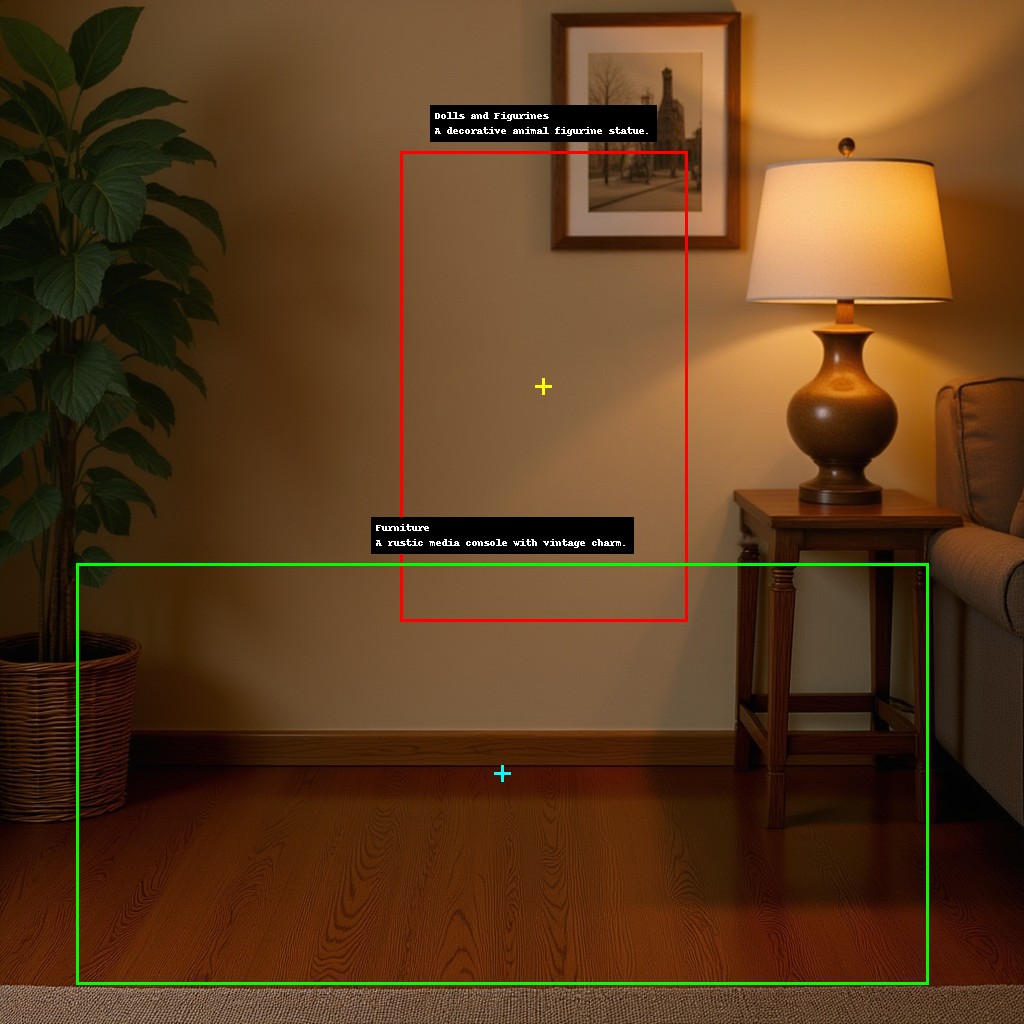 Dolls and Figurines
A decorative animal figurine statue.
Furniture
A rustic media console with vintage charm.